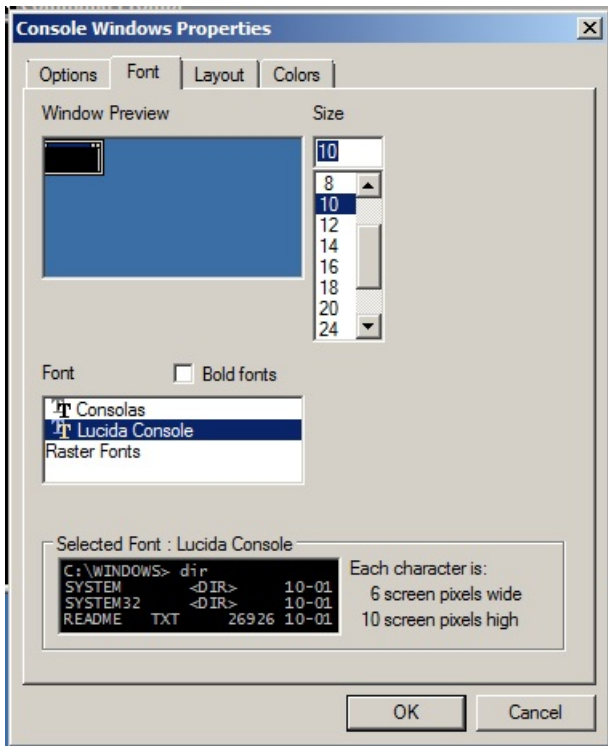 Console Windows Properties
Options Font Layout Colors
Window Preview
Size
10
8
10
12
14
16
18
20
24
Font
Bold fonts
Consolas
Lucida Console
Raster Fonts
Selected Font : Lucida Console
C:\WINDOWS> dir
SYSTEM <DIR> 10-01
SYSTEM32 <DIR> 10-01
README TXT 26926 10-01
Each character is:
6 screen pixels wide
10 screen pixels high
OK Cancel